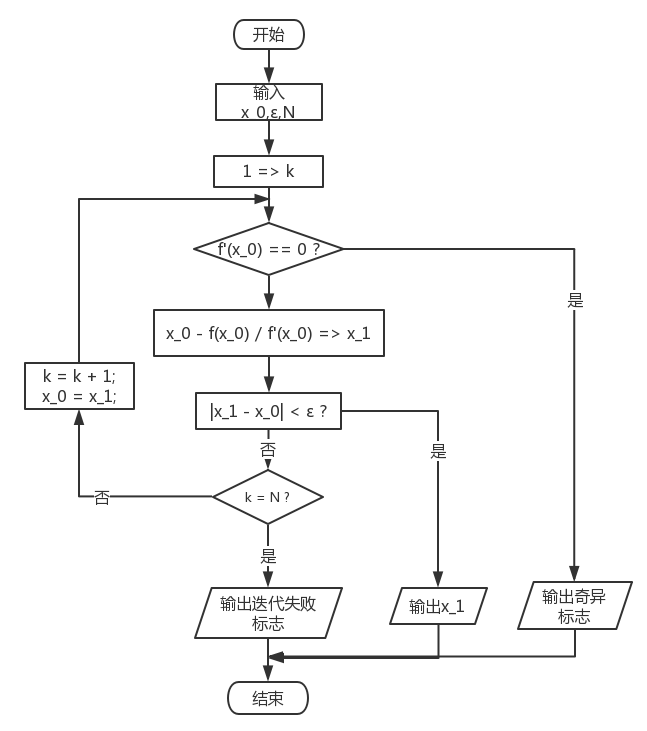 开始
输入
x_0,ε,N
1 => k
f'(x_0) == 0 ?
是
x_0 - f(x_0) / f'(x_0) => x_1
k = k + 1;
x_0 = x_1;
|x_1 - x_0| < ε ?
否
是
k = N ?
否
是
输出迭代失败
标志
输出x_1
输出奇异
标志
结束